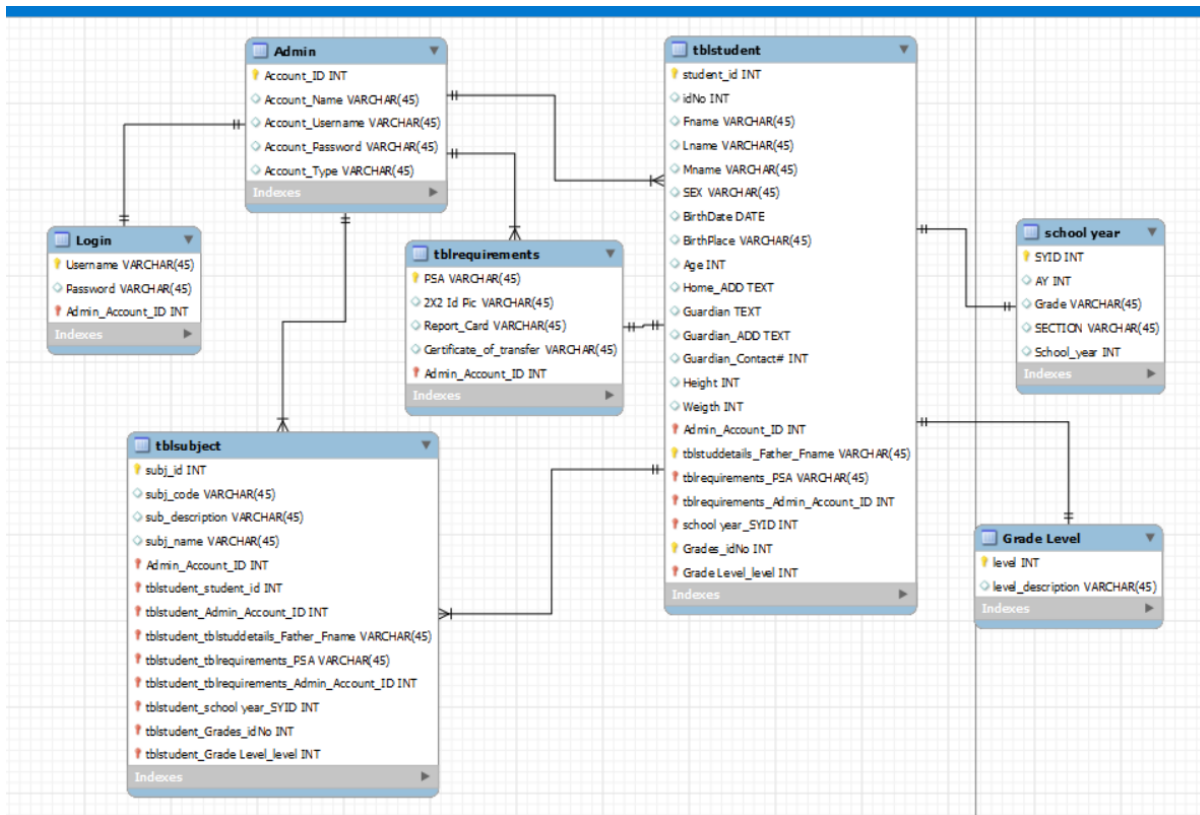 Admin
Account_ID INT
Account_Name VARCHAR(45)
Account_Username VARCHAR(45)
Account_Password VARCHAR(45)
Account_Type VARCHAR(45)
Indexes
Login
Username VARCHAR(45)
Password VARCHAR(45)
Admin_Account_ID INT
Indexes
tblrequirements
PSA VARCHAR(45)
2X2 Id Pic VARCHAR(45)
Report_Card VARCHAR(45)
Certificate_of_transfer VARCHAR(45)
Admin_Account_ID INT
Indexes
tblsubject
subj_id INT
subj_code VARCHAR(45)
sub_description VARCHAR(45)
subj_name VARCHAR(45)
Admin_Account_ID INT
tblstudent_student_id INT
tblstudent_Admin_Account_ID INT
tblstudent_tblstuddetails_Father_Fname VARCHAR(45)
tblstudent_tblrequirements_PSA VARCHAR(45)
tblstudent_tblrequirements_Admin_Account_ID INT
tblstudent_school year_SYID INT
tblstudent_Grades_idNo INT
tblstudent_Grade Level_level INT
Indexes
tblstudent
student_id INT
idNo INT
Fname VARCHAR(45)
Lname VARCHAR(45)
Mname VARCHAR(45)
SEX VARCHAR(45)
BirthDate DATE
BirthPlace VARCHAR(45)
Age INT
Home_ADD TEXT
Guardian TEXT
Guardian_ADD TEXT
Guardian_Contact# INT
Height INT
Weigth INT
Admin_Account_ID INT
tblstuddetails_Father_Fname VARCHAR(45)
tblrequirements_PSA VARCHAR(45)
tblrequirements_Admin_Account_ID INT
school year_SYID INT
Grades_idNo INT
Grade Level_level INT
Indexes
school year
SYID INT
AY INT
Grade VARCHAR(45)
SECTION VARCHAR(45)
School_year INT
Indexes
Grade Level
level INT
level_description VARCHAR(45)
Indexes